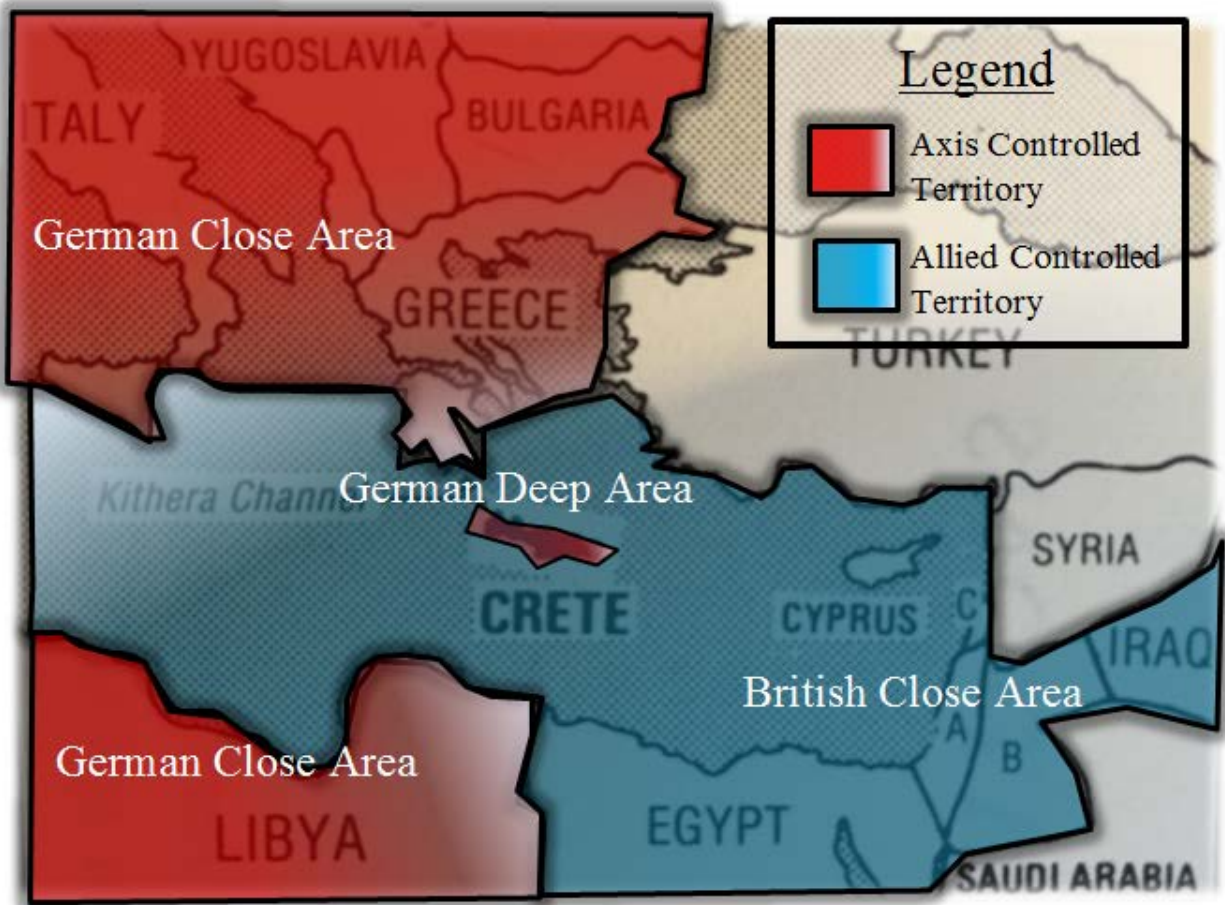 YUGOSLAVIA
ITALY
BULGARIA
German Close Area
GREECE
Legend
Axis Controlled
Territory
Allied Controlled
Territory
TURKEY
Kithera Channel
German Deep Area
CRETE
CYPRUS
SYRIA
C
IRAQ
British Close Area
A
B
German Close Area
LIBYA
EGYPT
SAUDI ARABIA